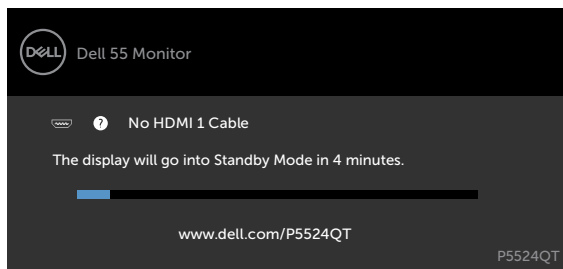 DELL
Dell 55 Monitor
? No HDMI 1 Cable
The display will go into Standby Mode in 4 minutes.
www.dell.com/P5524QT
P5524QT